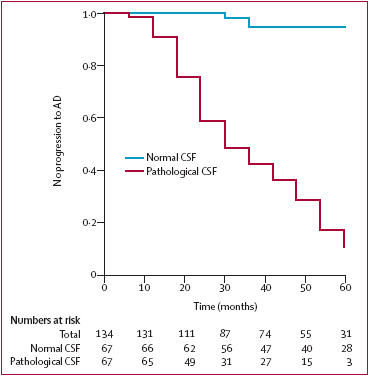 No progression to AD
1·0
0·8
0·6
0·4
0·2
0
Normal CSF
Pathological CSF
0 10 20 30 40 50 60
Time (months)
Numbers at risk
Total 134 131 111 87 74 55 31
Normal CSF 67 66 62 56 47 40 28
Pathological CSF 67 65 49 31 27 15 3